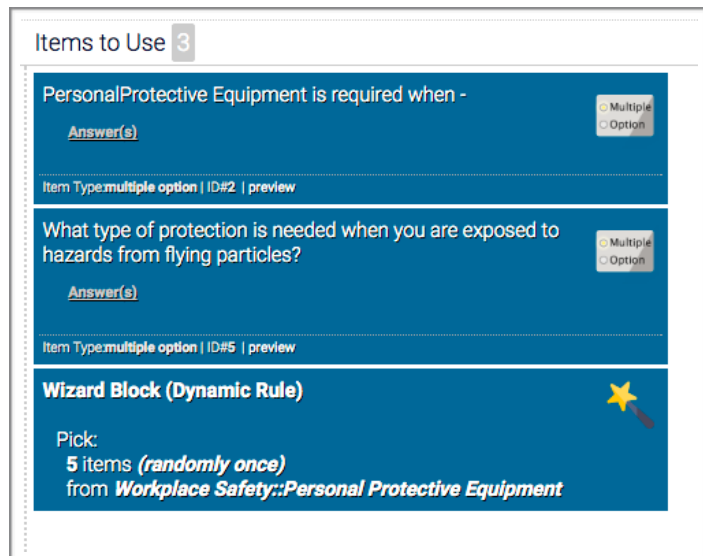 Items to Use 3
PersonalProtective Equipment is required when -
Multiple
Option
Answer(s)
Item Type:multiple option | ID#2 | preview
What type of protection is needed when you are exposed to
hazards from flying particles?
Multiple
Option
Answer(s)
Item Type:multiple option | ID#5 | preview
Wizard Block (Dynamic Rule)
Pick:
5 items (randomly once)
from Workplace Safety::Personal Protective Equipment